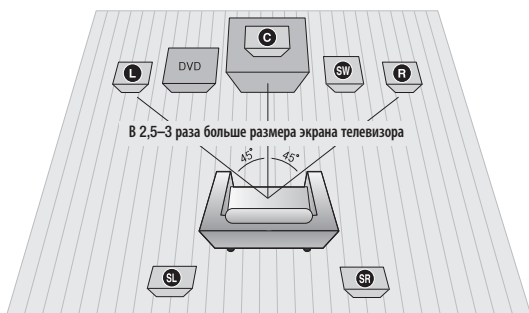 C
L
DVD
SW
R
В 2,5–3 раза больше размера экрана телевизора
45˚
45˚
SL
SR